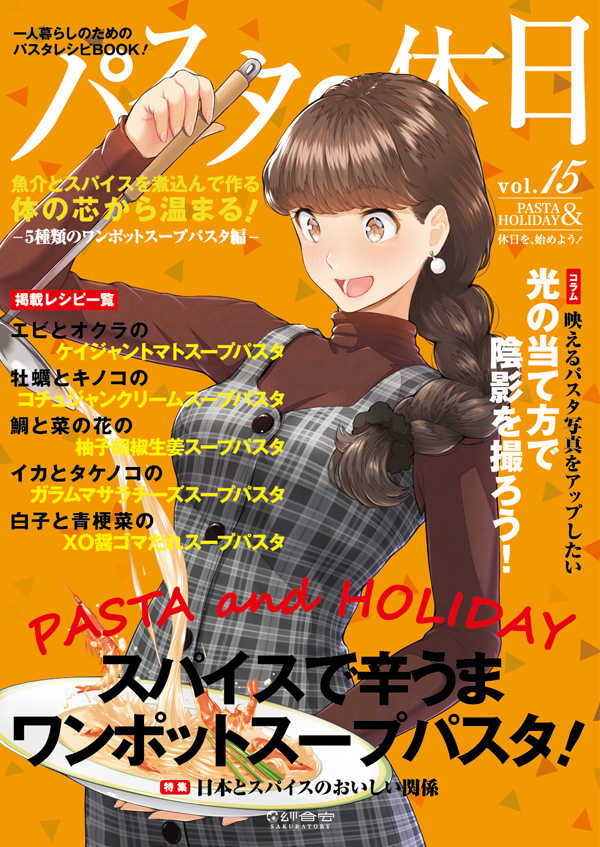 一人暮らしのための
パスタレシピBOOK!
パスタの休日
vol.15
PASTA &
HOLIDAY
休日を、始めよう!
魚介とスパイスを煮込んで作る
体の芯から温まる!
−5種類のワンポットスープパスタ編−
掲載レシピ一覧
エビとオクラの
ケイジャントマトスープパスタ
牡蠣とキノコの
コチュジャンクリームスープパスタ
鯛と菜の花の
柚子胡椒生姜スープパスタ
イカとタケノコの
ガラムマサラチーズスープパスタ
白子と青梗菜の
XO醤ゴマだれスープパスタ
コラム
映えるパスタ写真をアップしたい
光の当て方で
陰影を撮ろう!
PASTA and HOLIDAY
スパイスで辛うま
ワンポットスープパスタ!
特集 日本とスパイスのおいしい関係
SAKURATORY